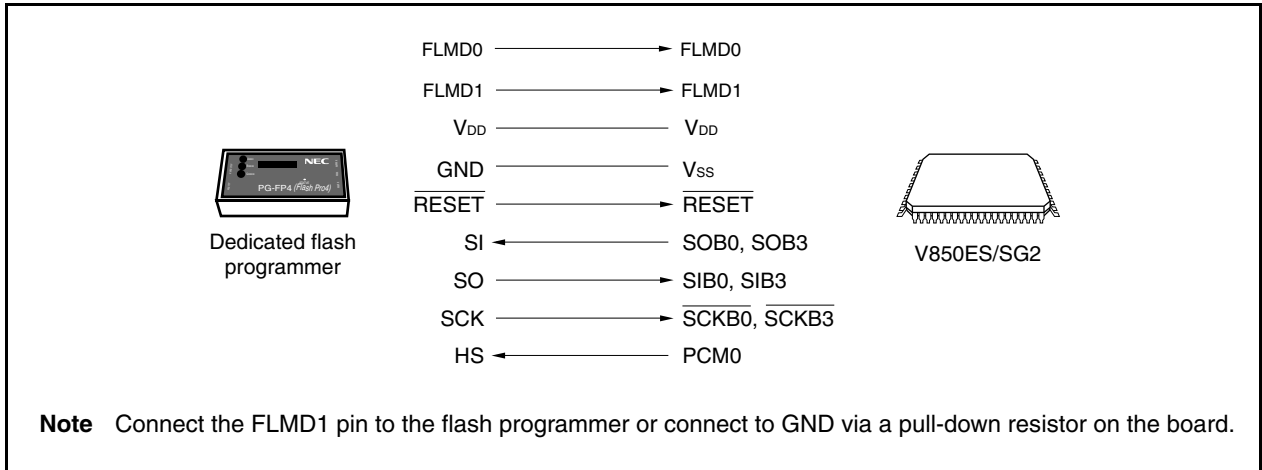 FLMD0 FLMD0
FLMD1 FLMD1
VDD VDD
GND VSS
RESET RESET
SI SOB0, SOB3
SO SIB0, SIB3
SCK SCKB0, SCKB3
HS PCM0
NEC
PG-FP4 (Flash Pro4)
Dedicated flash
programmer
V850ES/SG2
Note Connect the FLMD1 pin to the flash programmer or connect to GND via a pull-down resistor on the board.